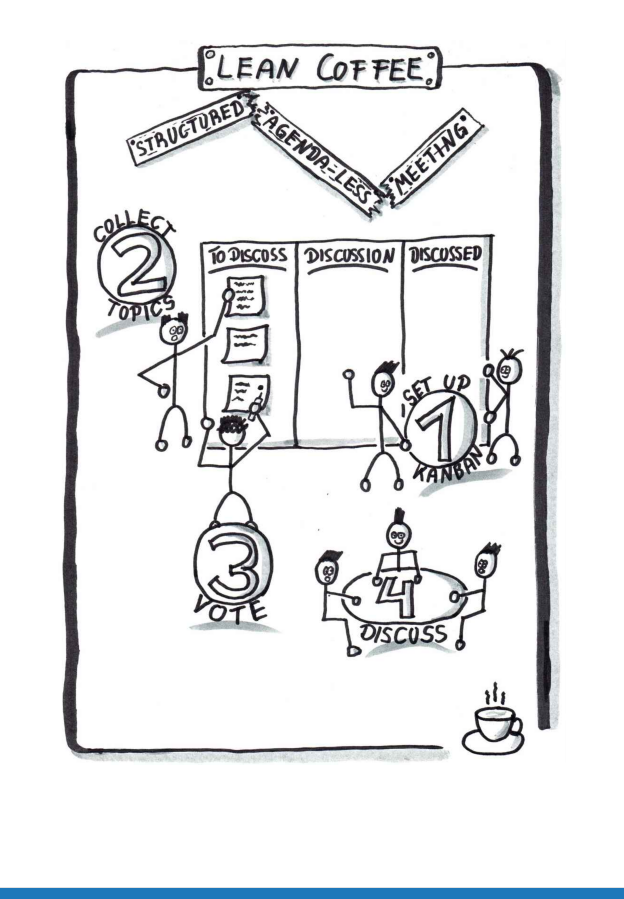 LEAN COFFEE
STRUCTURED
AGENDA-LESS
MEETING
COLLECT
2
TOPICS
TO DISCOSS
DISCUSSION
DISCUSSED
SET UP
1
KANBAN
3
VOTE
4
DISCUSS